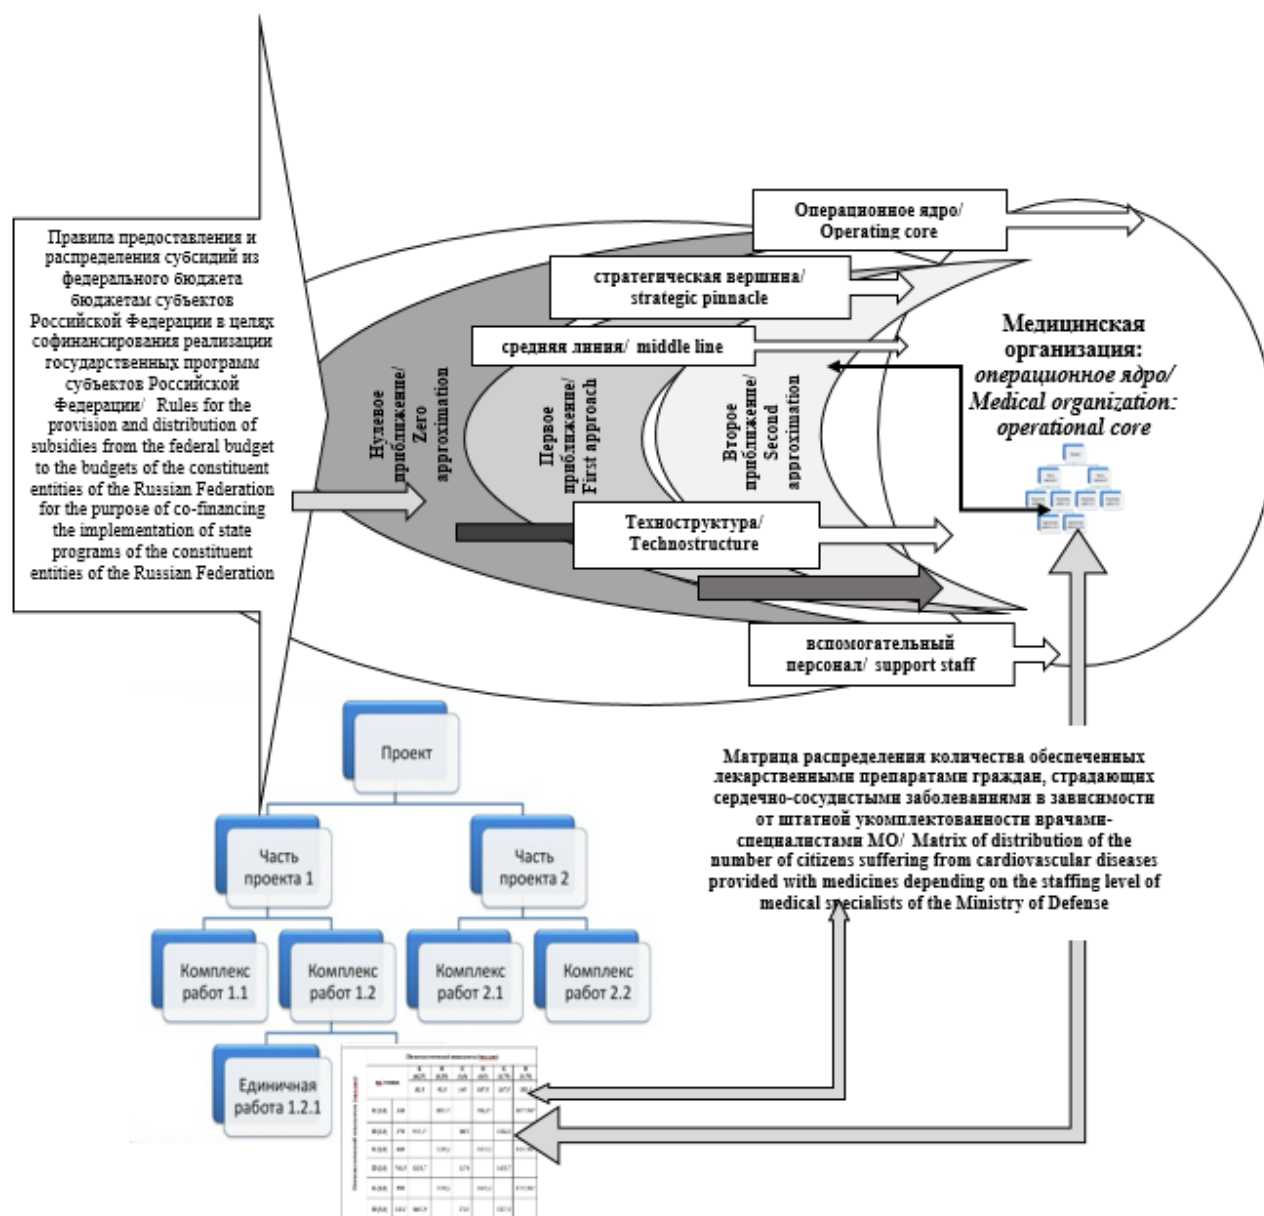 Правила предоставления и
распределения субсидий из
федерального бюджета
бюджетам субъектов
Российской Федерации в целях
софинансирования реализации
государственных программ
субъектов Российской
Федерации/ Rules for the
provision and distribution of
subsidies from the federal budget
to the budgets of the constituent
entities of the Russian Federation
for the purpose of co-financing
the implementation of state
programs of the constituent
entities of the Russian Federation
Операционное ядро/
Operating core
стратегическая вершина/
strategic pinnacle
средняя линия/ middle line
Нулевое
приближение/
Zero
approximation
Первое
приближение/
First approach
Второе
приближение/
Second
approximation
Техноструктура/
Technostructure
вспомогательный
персонал/ support staff
Медицинская
организация:
операционное ядро/
Medical organization:
operational core
Матрица распределения количества обеспеченных
лекарственными препаратами граждан, страдающих
сердечно-сосудистыми заболеваниями в зависимости
от штатной укомплектованности врачами-
специалистами МО/ Matrix of distribution of the
number of citizens suffering from cardiovascular diseases
provided with medicines depending on the staffing level of
medical specialists of the Ministry of Defense
Проект
Часть
проекта 1
Часть
проекта 2
Комплекс
работ 1.1
Комплекс
работ 1.2
Комплекс
работ 2.1
Комплекс
работ 2.2
Единичная
работа 1.2.1